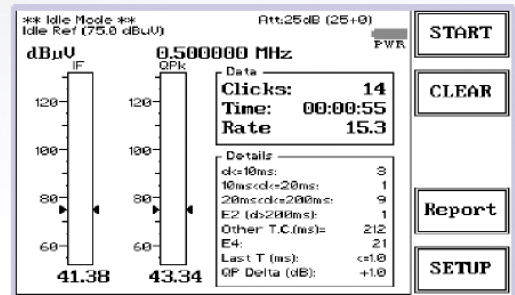 ** Idle Mode **
Att:25dB (25+0)
Idle Ref (75.0 dBuV)
PWR
dBµV
0.500000 MHz
IF
QPk
120
100
80
60
41.38
120
100
80
60
43.34
Data
Clicks: 14
Time: 00:00:55
Rate 15.3
Details
d<=10ms: 3
10ms<d<=20ms: 1
20ms<d<=200ms: 9
E2 (d>200ms): 1
Other T.C.(ms)= 212
E4: 21
Last T (ms): <=1.0
QP Delta (dB): +1.0
START
CLEAR
Report
SETUP